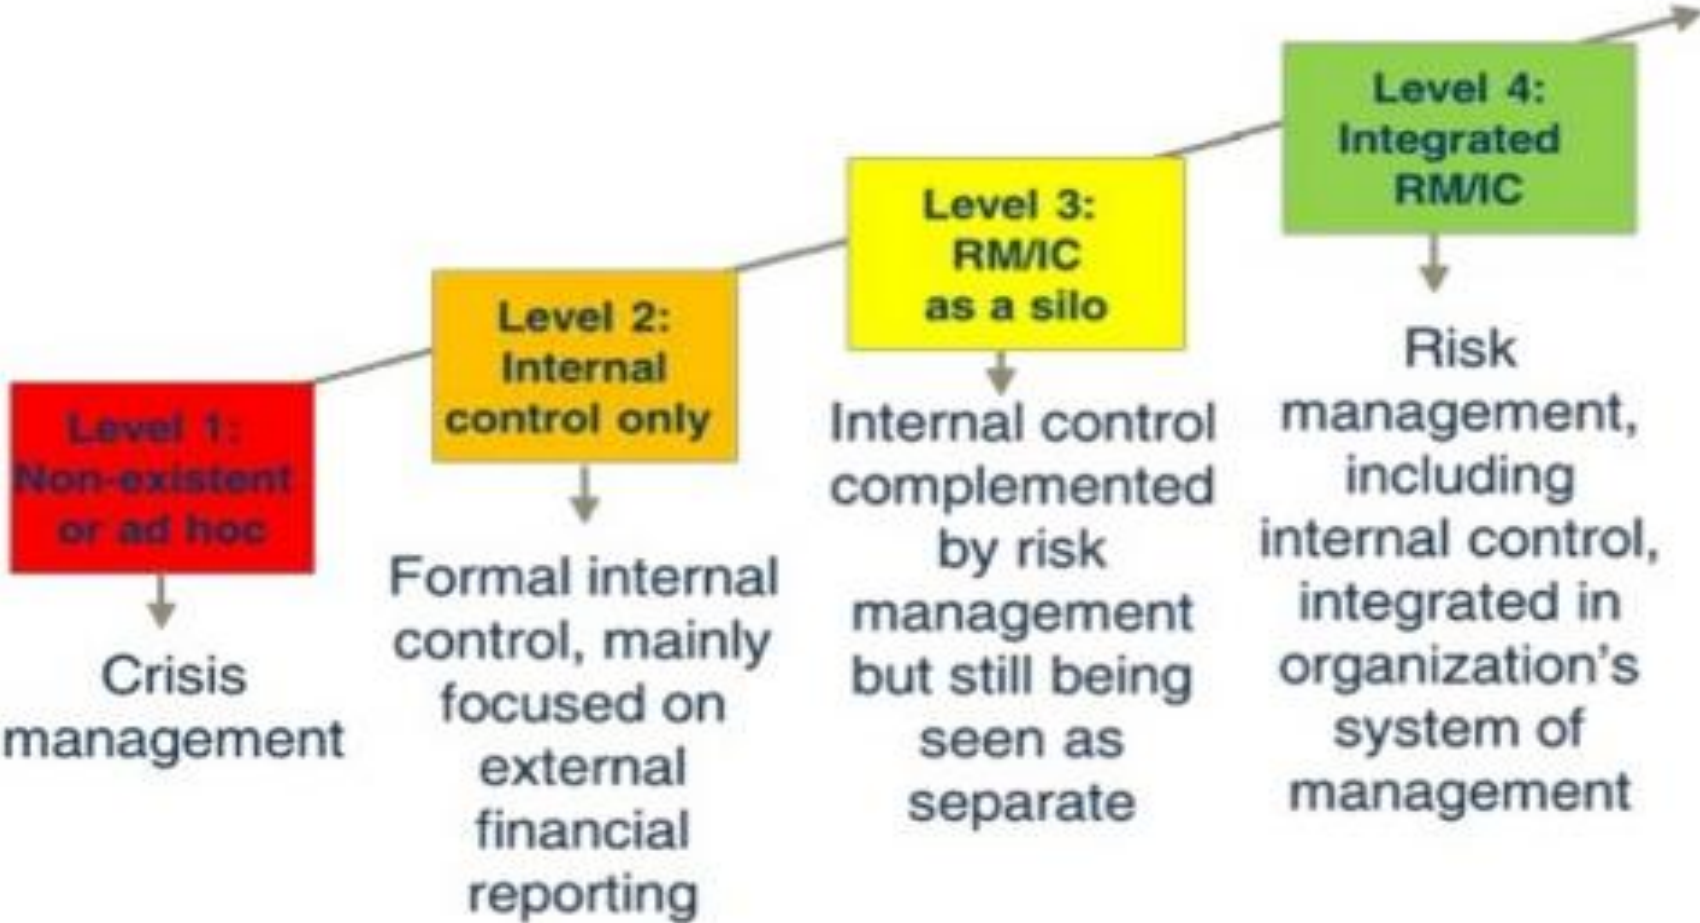 Level 1:
Non-existent
or ad hoc
Crisis
management
Level 2:
Internal
control only
Formal internal
control, mainly
focused on
external
financial
reporting
Level 3:
RM/IC
as a silo
Internal control
complemented
by risk
management
but still being
seen as
separate
Level 4:
Integrated
RM/IC
Risk
management,
including
internal control,
integrated in
organization's
system of
management